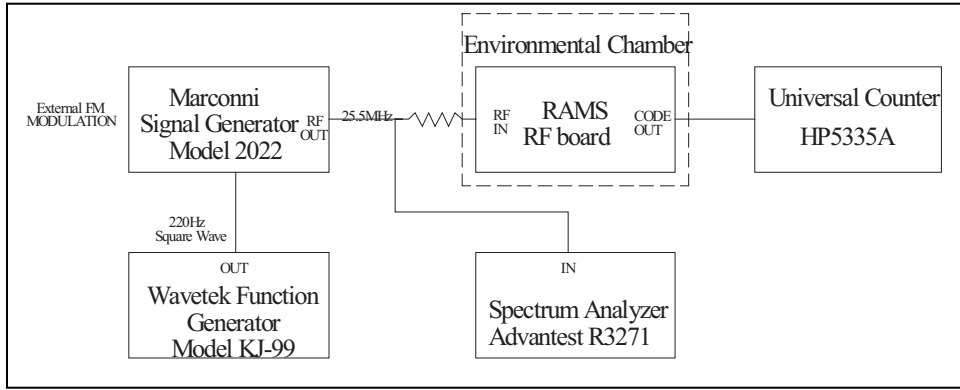 Environmental Chamber
External FM
MODULATION
Marconni
Signal Generator
Model 2022
RF
OUT
25.5MHz
RF
IN
RAMS
RF board
CODE
OUT
Universal Counter
HP5335A
220Hz
Square Wave
OUT
Wavetek Function
Generator
Model KJ-99
IN
Spectrum Analyzer
Advantest R3271